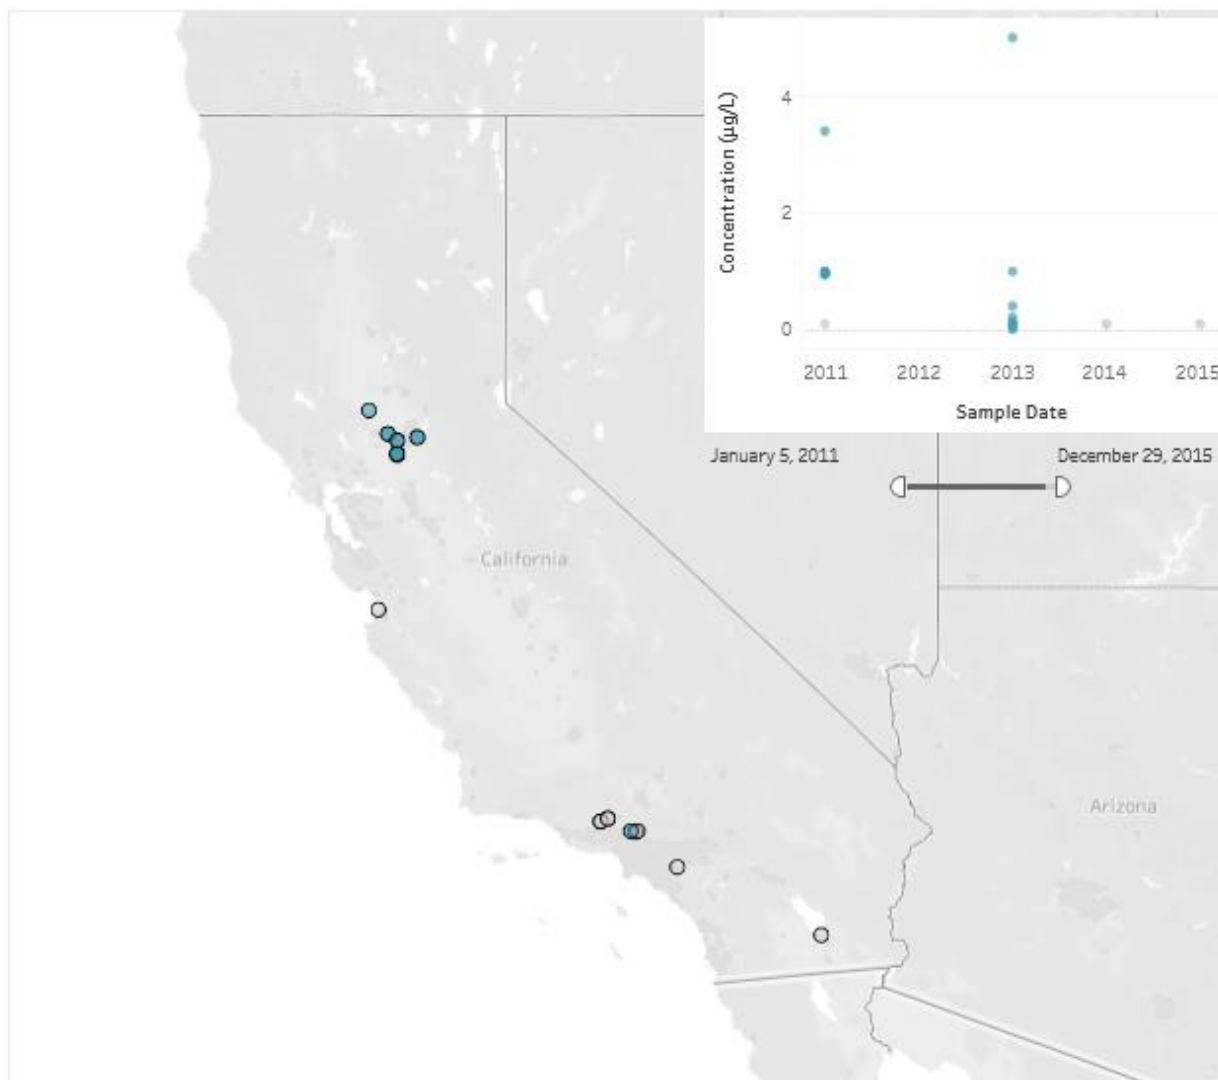 Concentration (µg/L)
4
2
0
2011 2012 2013 2014 2015
Sample Date
January 5, 2011 December 29, 2015
California
Arizona